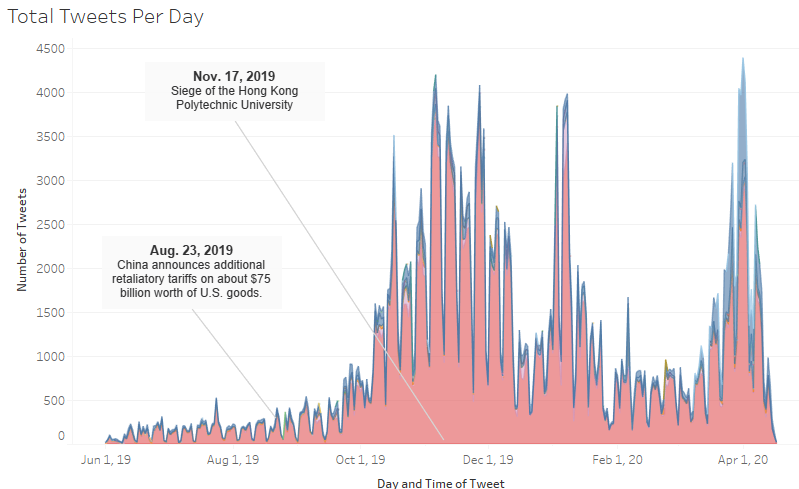 Total Tweets Per Day
4500
4000
3500
3000
2500
2000
1500
1000
500
0
Number of Tweets
Nov. 17, 2019
Siege of the Hong Kong
Polytechnic University
Aug. 23, 2019
China announces additional
retaliatory tariffs on about $75
billion worth of U.S. goods.
Jun 1, 19
Aug 1, 19
Oct 1, 19
Dec 1, 19
Feb 1, 20
Apr 1, 20
Day and Time of Tweet